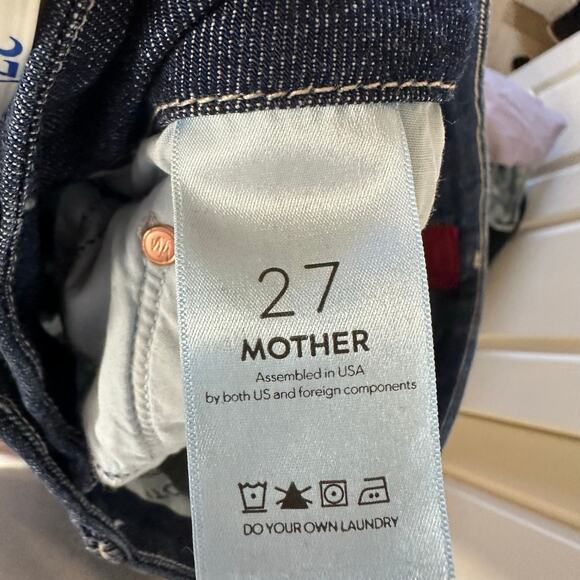 27
MOTHER
Assembled in USA
by both US and foreign components
DO YOUR OWN LAUNDRY